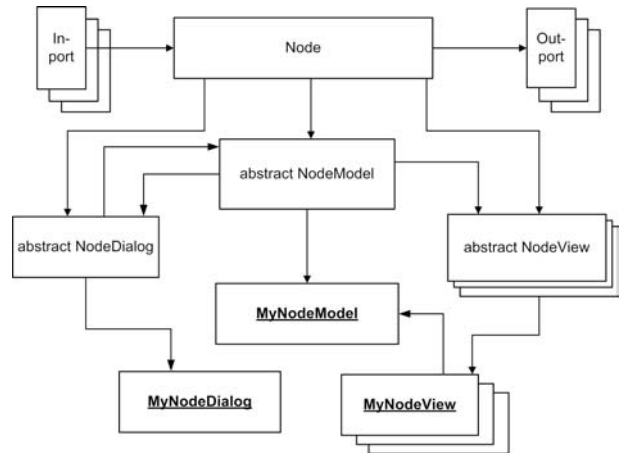 In-
port
Node
Out-
port
abstract NodeModel
abstract NodeDialog
abstract NodeView
MyNodeModel
MyNodeDialog
MyNodeView